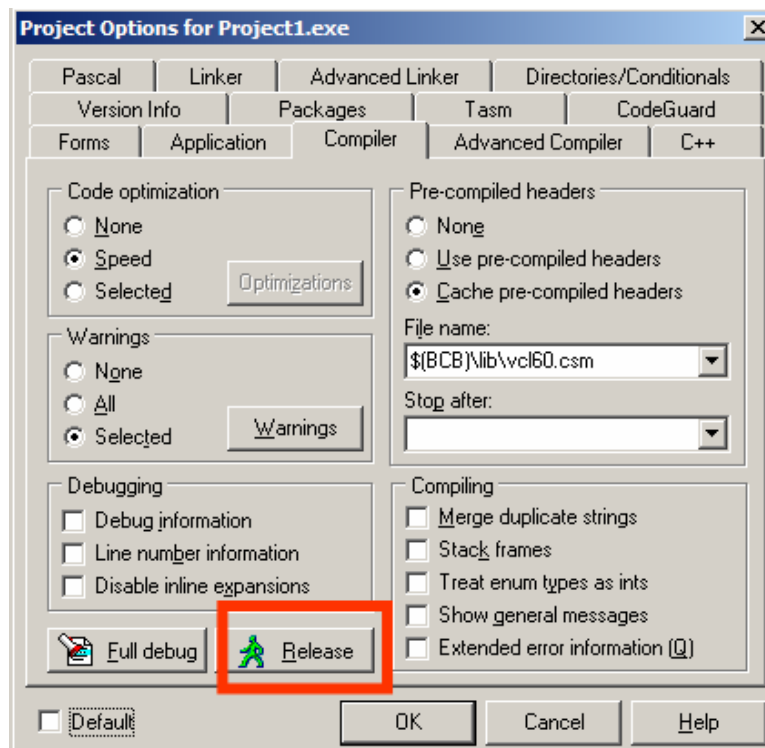 Project Options for Project1.exe
Pascal Linker Advanced Linker Directories/Conditionals
Version Info Packages Tasm CodeGuard
Forms Application Compiler Advanced Compiler C++
Code optimization
None
Speed
Selected
Optimizations
Pre-compiled headers
None
Use pre-compiled headers
Cache pre-compiled headers
File name:
$(BCB)\lib\vcl60.csm
Stop after:
Warnings
None
All
Selected
Warnings
Debugging
Debug information
Line number information
Disable inline expansions
Compiling
Merge duplicate strings
Stack frames
Treat enum types as ints
Show general messages
Extended error information (Q)
Full debug Release
Default OK Cancel Help